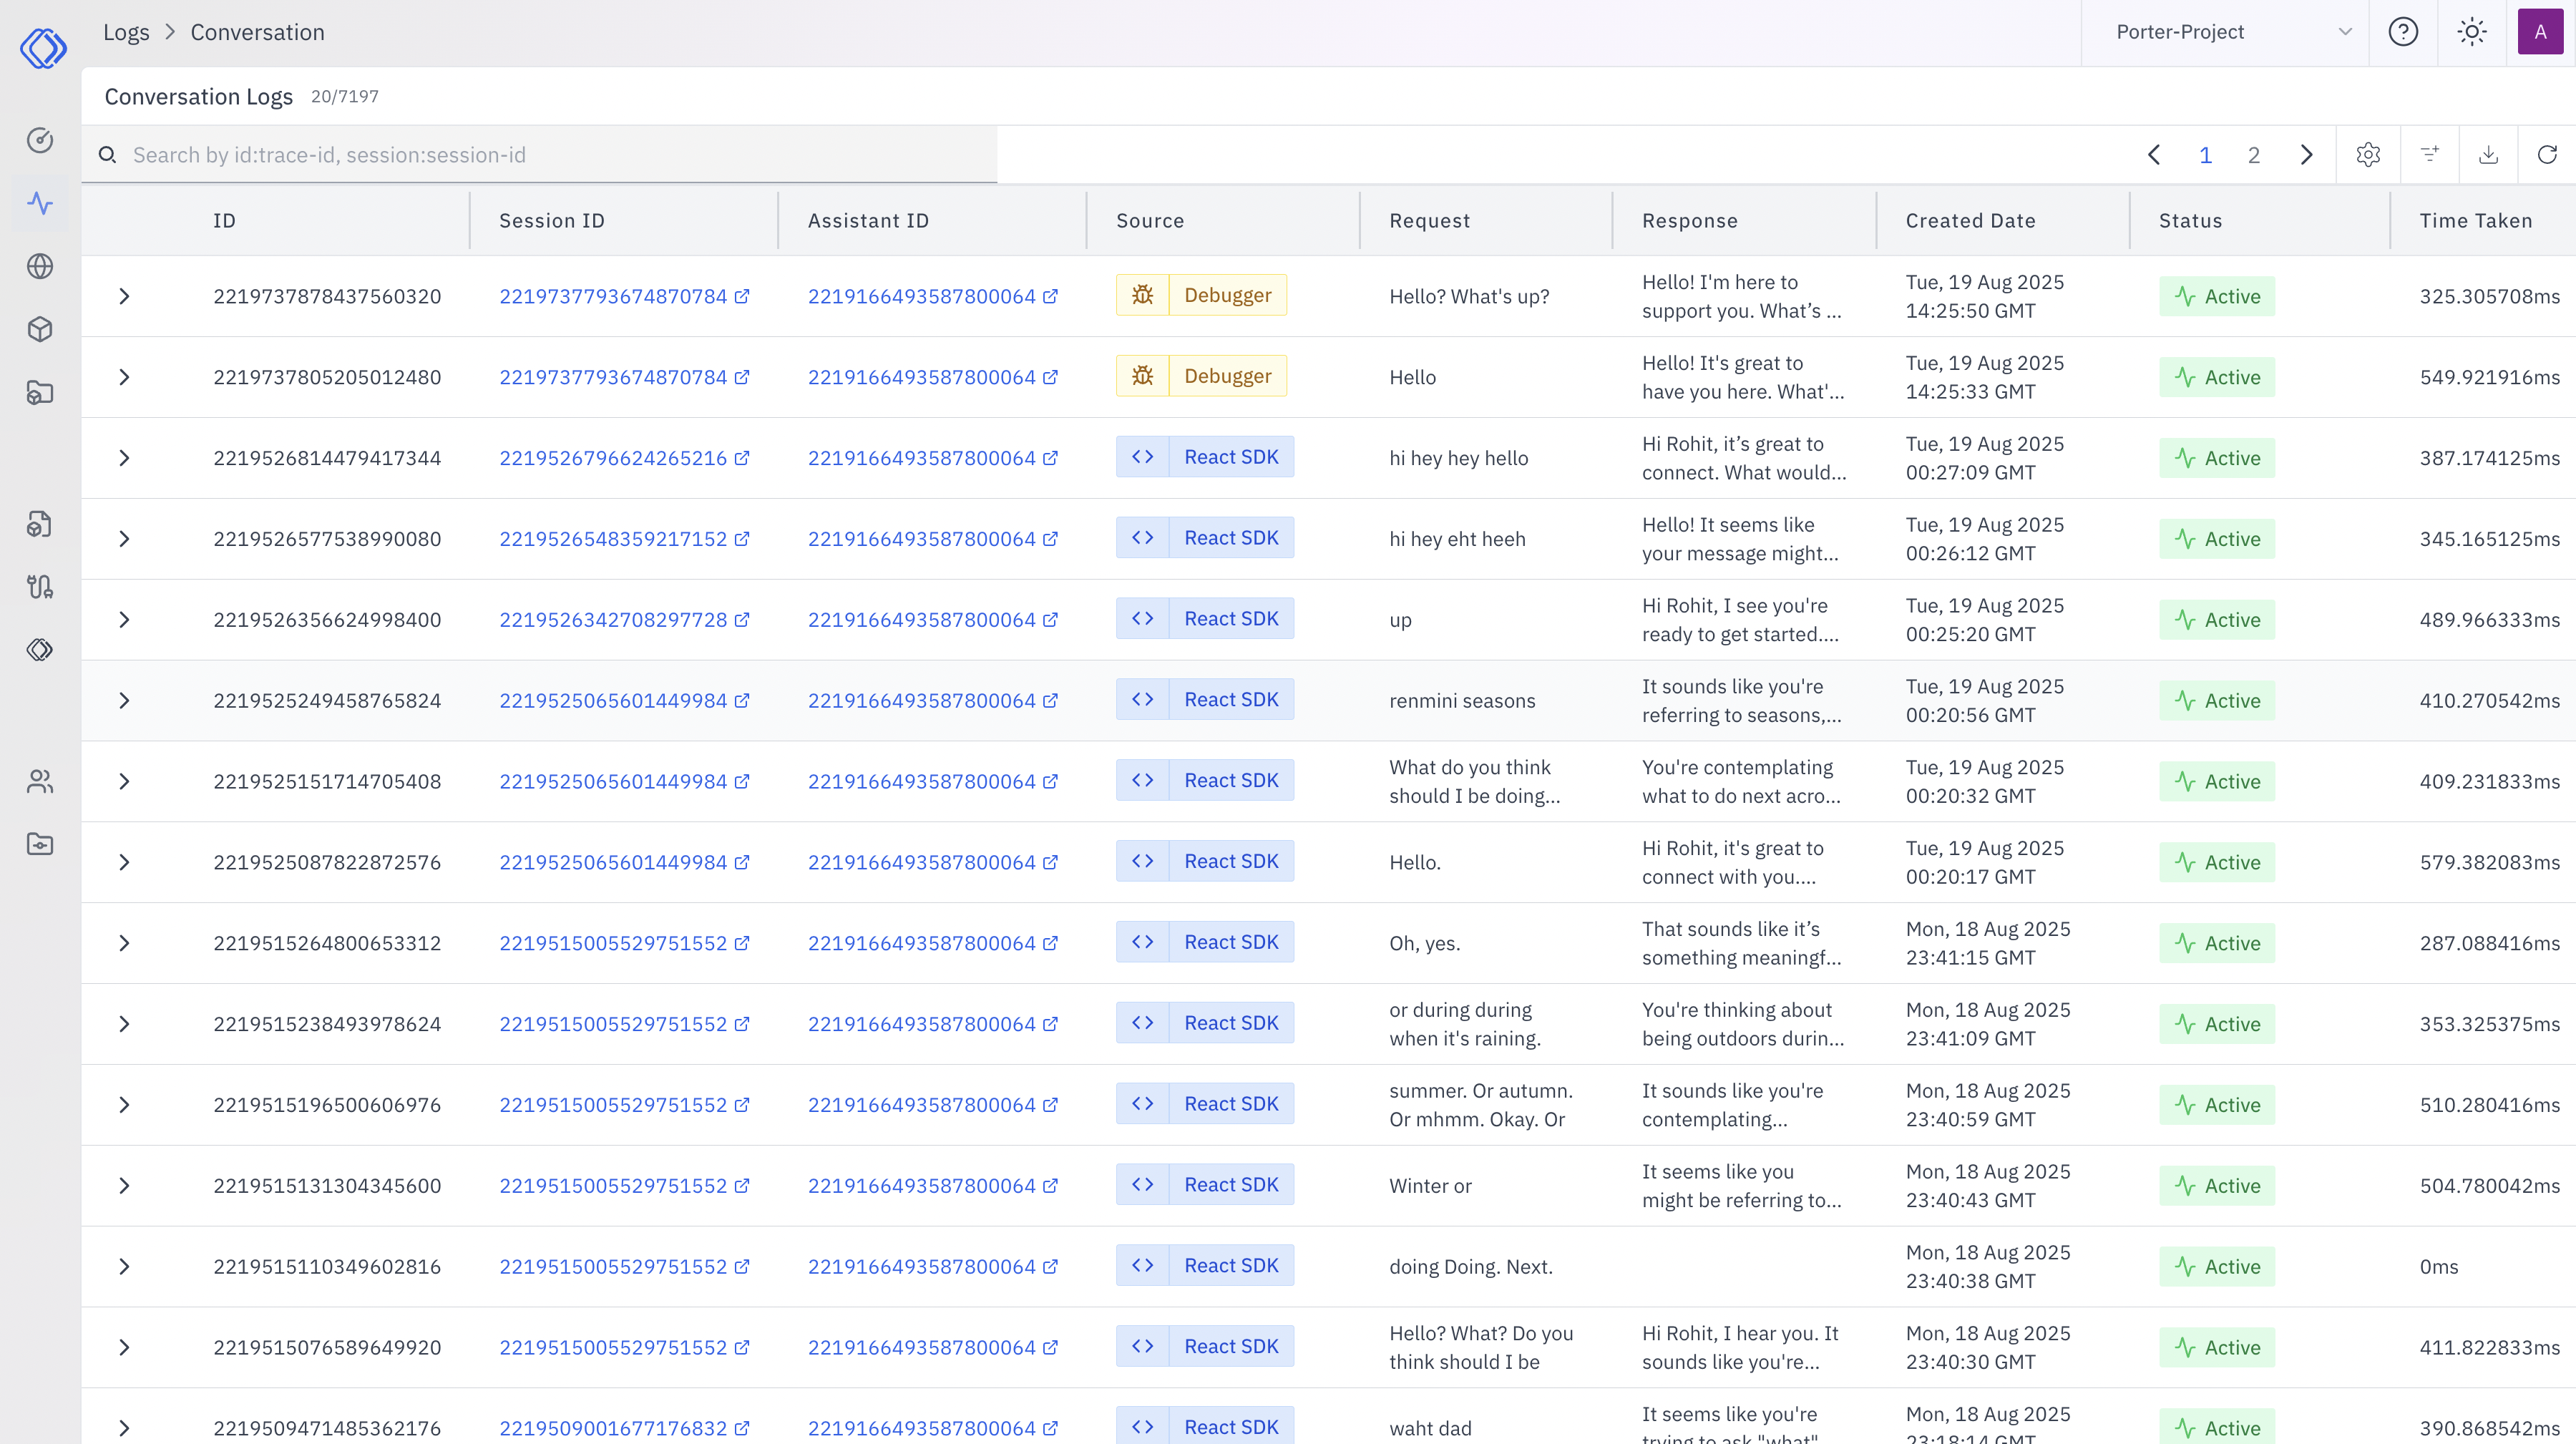 Logs > Conversation
Porter-Project
A
Conversation Logs 20/7197
Search by id:trace-id, session:session-id
1 2
ID Session ID Assistant ID Source Request Response Created Date Status Time Taken
2219737878437560320 2219737793674870784 2219166493587800064 Debugger Hello? What's up? Hello! I'm here to support you. What’s ... Tue, 19 Aug 2025 14:25:50 GMT Active 325.305708ms
2219737805205012480 2219737793674870784 2219166493587800064 Debugger Hello Hello! It's great to have you here. What'... Tue, 19 Aug 2025 14:25:33 GMT Active 549.921916ms
2219526814479417344 2219526796624265216 2219166493587800064 React SDK hi hey hey hello Hi Rohit, it’s great to connect. What would... Tue, 19 Aug 2025 00:27:09 GMT Active 387.174125ms
2219526577538990080 2219526548359217152 2219166493587800064 React SDK hi hey eht heeh Hello! It seems like your message might... Tue, 19 Aug 2025 00:26:12 GMT Active 345.165125ms
2219526356624998400 2219526342708297728 2219166493587800064 React SDK up Hi Rohit, I see you're ready to get started.... Tue, 19 Aug 2025 00:25:20 GMT Active 489.966333ms
2219525249458765824 2219525065601449984 2219166493587800064 React SDK renmini seasons It sounds like you're referring to seasons,... Tue, 19 Aug 2025 00:20:56 GMT Active 410.270542ms
2219525151714705408 2219525065601449984 2219166493587800064 React SDK What do you think should I be doing... You're contemplating what to do next acro... Tue, 19 Aug 2025 00:20:32 GMT Active 409.231833ms
2219525087822872576 2219525065601449984 2219166493587800064 React SDK Hello. Hi Rohit, it's great to connect with you.... Tue, 19 Aug 2025 00:20:17 GMT Active 579.382083ms
2219515264800653312 2219515005529751552 2219166493587800064 React SDK Oh, yes. That sounds like it’s something meaningf... Mon, 18 Aug 2025 23:41:15 GMT Active 287.088416ms
2219515238493978624 2219515005529751552 2219166493587800064 React SDK or during during when it's raining. You're thinking about being outdoors durin... Mon, 18 Aug 2025 23:41:09 GMT Active 353.325375ms
2219515196500606976 2219515005529751552 2219166493587800064 React SDK summer. Or autumn. Or mhmm. Okay. Or It sounds like you're contemplating... Mon, 18 Aug 2025 23:40:59 GMT Active 510.280416ms
2219515131304345600 2219515005529751552 2219166493587800064 React SDK Winter or It seems like you might be referring to... Mon, 18 Aug 2025 23:40:43 GMT Active 504.780042ms
2219515110349602816 2219515005529751552 2219166493587800064 React SDK doing Doing. Next. Mon, 18 Aug 2025 23:40:38 GMT Active 0ms
2219515076589649920 2219515005529751552 2219166493587800064 React SDK Hello? What? Do you think should I be Hi Rohit, I hear you. It sounds like you're... Mon, 18 Aug 2025 23:40:30 GMT Active 411.822833ms
2219509471485362176 2219509001677176832 2219166493587800064 React SDK waht dad It seems like you're trying to ask "what" Mon, 18 Aug 2025 23:18:14 GMT Active 390.868542ms